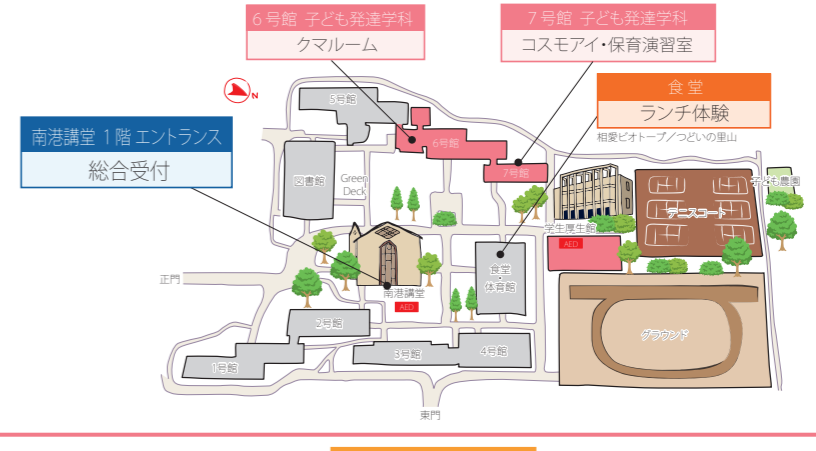 6号館 子ども発達学科
クマルーム
7号館 子ども発達学科
コスモアイ・保育演習室
食堂
ランチ体験
南港講堂 1階 エントランス
総合受付
N
相愛ビオトープ／つどいの里山
5号館
6号館
7号館
図書館
Green
Deck
子ども農園
テニスコート
学生厚生館
AED
正門
南港講堂
AED
食堂
・
体育館
グラウンド
2号館
1号館
3号館
4号館
東門